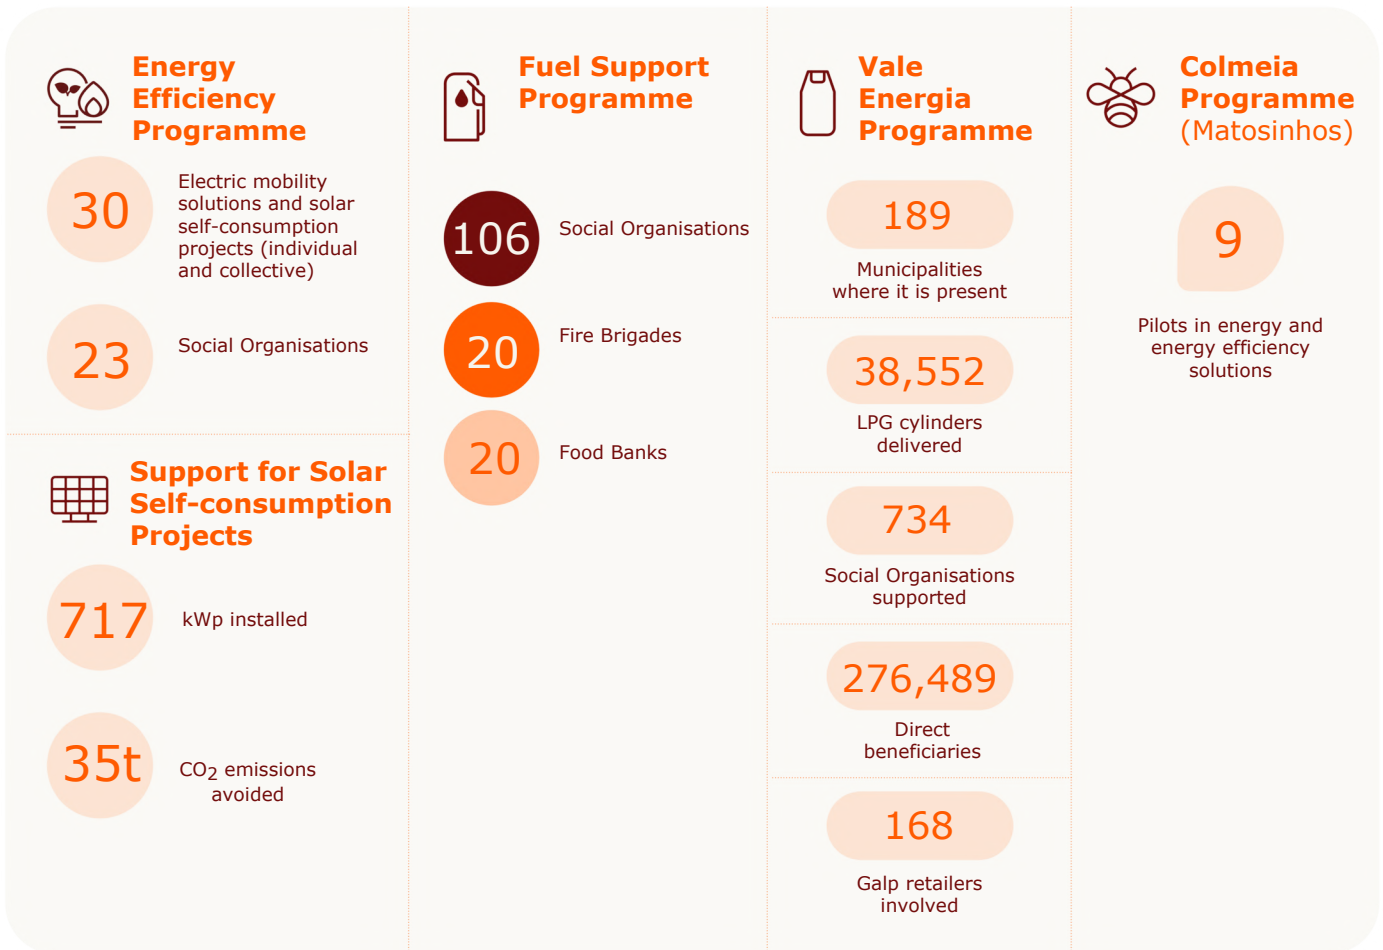 Energy
Efficiency
Programme
30
Electric mobility
solutions and solar
self-consumption
projects (individual
and collective)
23
Social Organisations
Support for Solar
Self-consumption
Projects
717
kWp installed
35t
CO2 emissions
avoided
Fuel Support
Programme
106
Social Organisations
20
Fire Brigades
20
Food Banks
Vale
Energia
Programme
189
Municipalities
where it is present
38,552
LPG cylinders
delivered
734
Social Organisations
supported
276,489
Direct
beneficiaries
168
Galp retailers
involved
Colmeia
Programme
(Matosinhos)
9
Pilots in energy and
energy efficiency
solutions